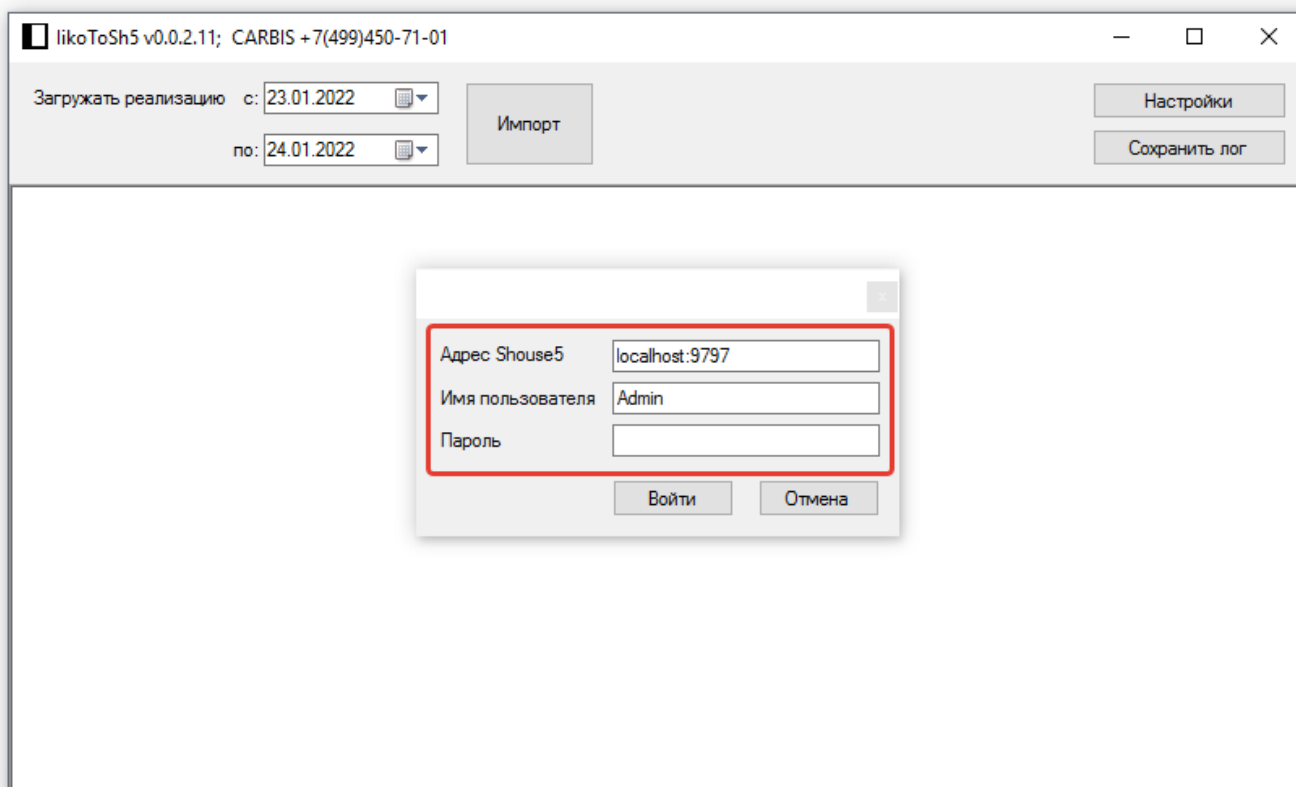 IikoToSh5 v0.0.2.11; CARBIS +7(499)450-71-01
Загружать реализацию с: 23.01.2022
по: 24.01.2022
Импорт
Настройки
Сохранить лог
x
Адрес Shouse5 localhost:9797
Имя пользователя Admin
Пароль
Войти Отмена